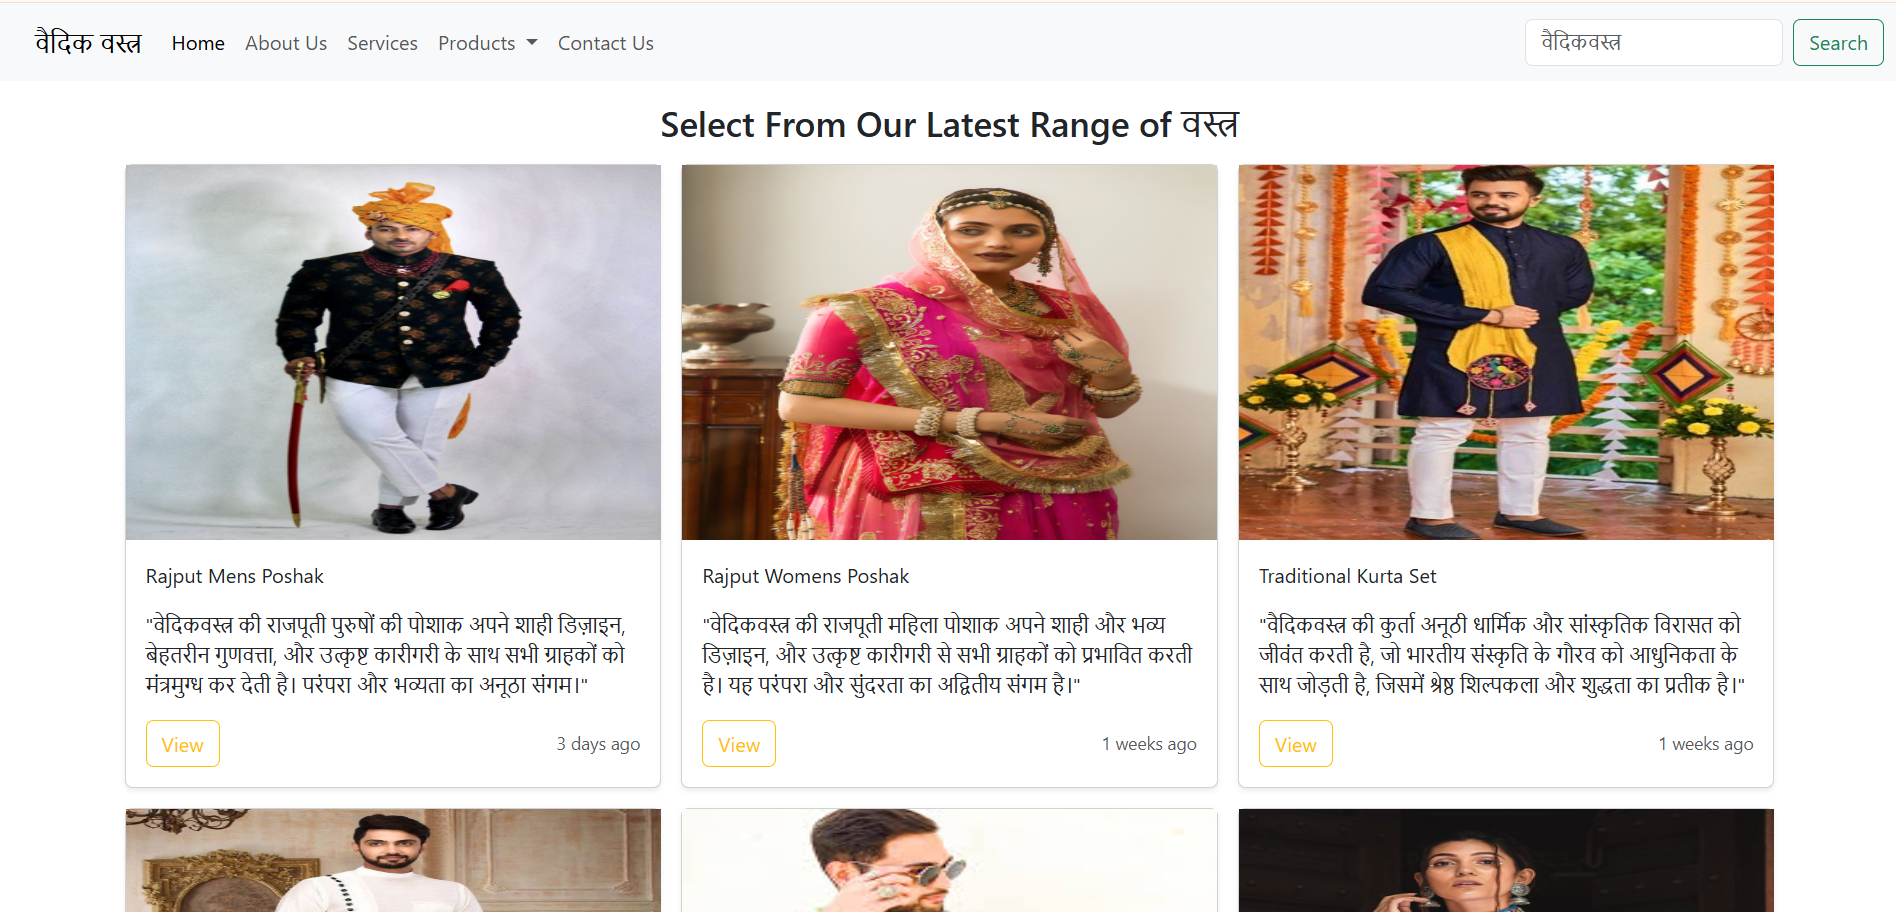 वैदिक वस्त्र Home About Us Services Products Contact Us वैदिकवस्त्र Search
Select From Our Latest Range of वस्त्र
Rajput Mens Poshak
"वेदिकवस्त्र की राजपूती पुरुषों की पोशाक अपने शाही डिज़ाइन,
बेहतरीन गुणवत्ता, और उत्कृष्ट कारीगरी के साथ सभी ग्राहकों को
मंत्रमुग्ध कर देती है। परंपरा और भव्यता का अनूठा संगम।"
View 3 days ago
Rajput Womens Poshak
"वेदिकवस्त्र की राजपूती महिला पोशाक अपने शाही और भव्य
डिज़ाइन, और उत्कृष्ट कारीगरी से सभी ग्राहकों को प्रभावित करती
है। यह परंपरा और सुंदरता का अद्वितीय संगम है।"
View 1 weeks ago
Traditional Kurta Set
"वैदिकवस्त्र की कुर्ता अनूठी धार्मिक और सांस्कृतिक विरासत को
जीवंत करती है, जो भारतीय संस्कृति के गौरव को आधुनिकता के
साथ जोड़ती है, जिसमें श्रेष्ठ शिल्पकला और शुद्धता का प्रतीक है।"
View 1 weeks ago